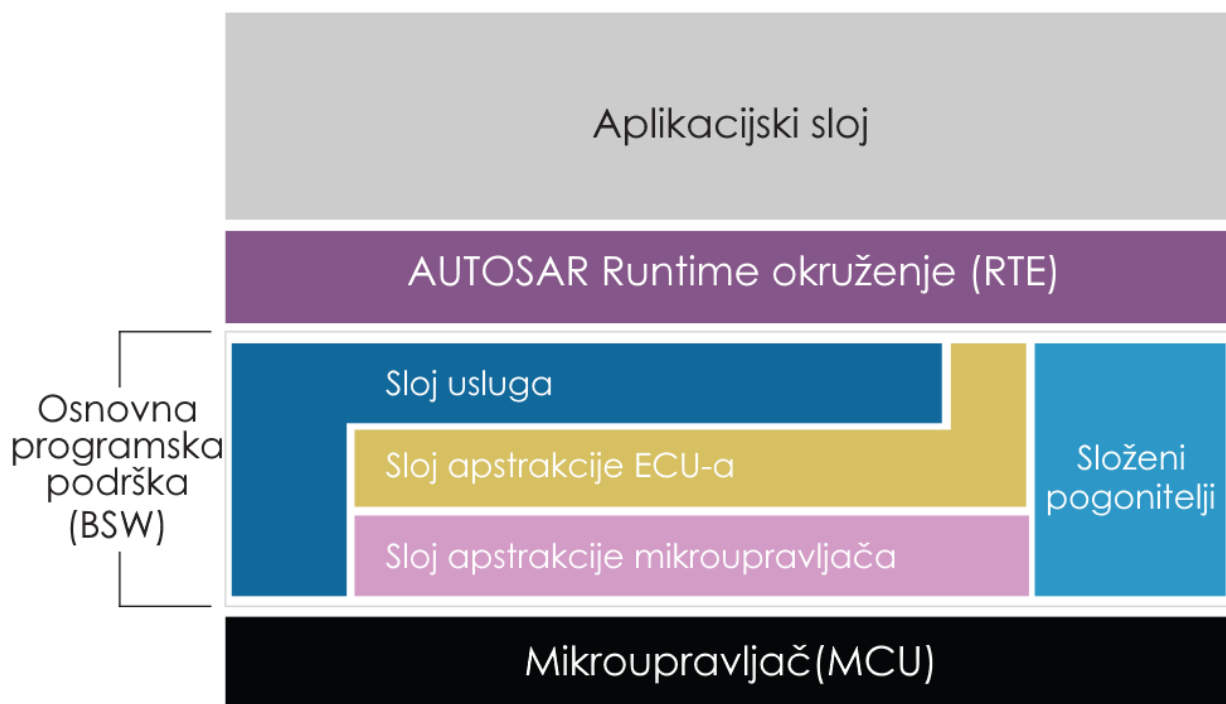 Aplikacijski sloj
AUTOSAR Runtime okruženje (RTE)
Osnovna
programska
podrška
(BSW)
Sloj usluga
Sloj apstrakcije ECU-a
Sloj apstrakcije mikroupravljača
Složeni
pogonitelji
Mikroupravljač(MCU)